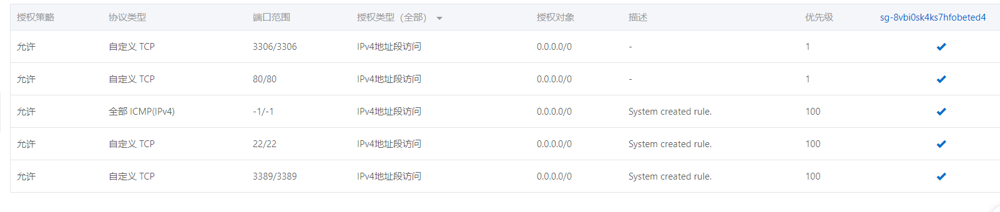 授权策略 协议类型 端口范围 授权类型（全部） 授权对象 描述 优先级 sg-8vbi0sk4ks7hfobeted4
允许 自定义 TCP 3306/3306 IPv4地址段访问 0.0.0.0/0 - 1
允许 自定义 TCP 80/80 IPv4地址段访问 0.0.0.0/0 - 1
允许 全部 ICMP(IPv4) -1/-1 IPv4地址段访问 0.0.0.0/0 System created rule. 100
允许 自定义 TCP 22/22 IPv4地址段访问 0.0.0.0/0 System created rule. 100
允许 自定义 TCP 3389/3389 IPv4地址段访问 0.0.0.0/0 System created rule. 100